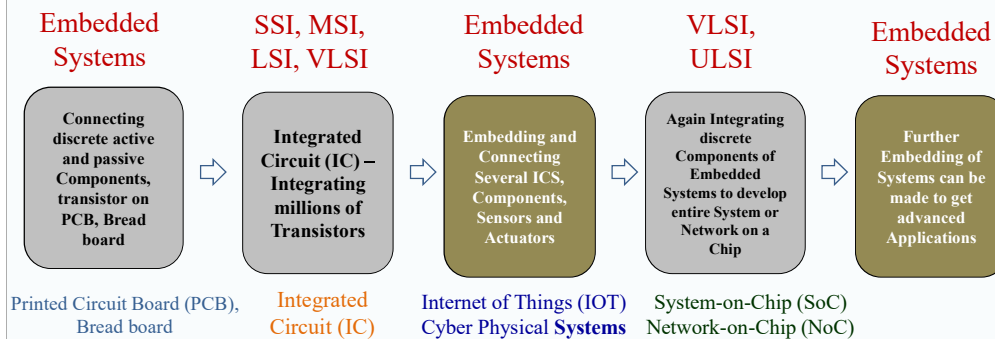 Embedded
Systems
SSI, MSI,
LSI, VLSI
Embedded
Systems
VLSI,
ULSI
Embedded
Systems
Connecting
discrete active
and passive
Components,
transistor on
PCB, Bread
board
Integrated
Circuit (IC) –
Integrating
millions of
Transistors
Embedding and
Connecting
Several ICS,
Components,
Sensors and
Actuators
Again Integrating
discrete
Components of
Embedded
Systems to develop
entire System or
Network on a
Chip
Further
Embedding of
Systems can be
made to get
advanced
Applications
Printed Circuit Board (PCB),
Bread board
Integrated
Circuit (IC)
Internet of Things (IOT)
Cyber Physical Systems
System-on-Chip (SoC)
Network-on-Chip (NoC)